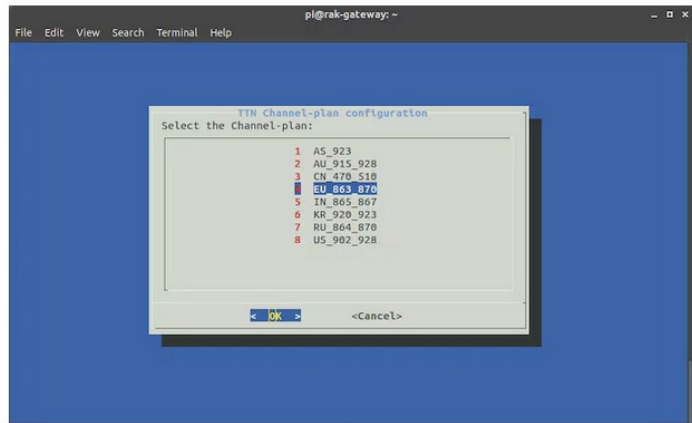 pi@rak-gateway: ~
File Edit View Search Terminal Help
TTN Channel-plan configuration
Select the Channel-plan:
1 AS_923
2 AU_915_928
3 CN_470_510
4 EU_863_870
5 IN_865_867
6 KR_920_923
7 RU_864_870
8 US_902_928
< OK > <Cancel>